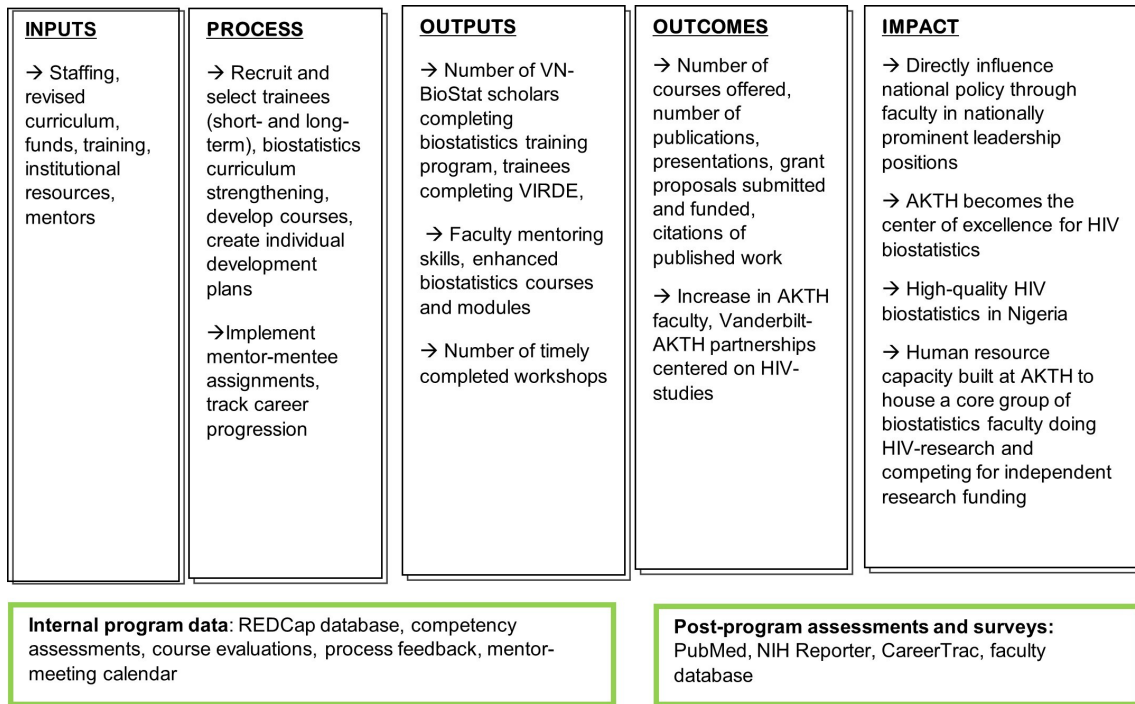 INPUTS
→ Staffing,
revised
curriculum,
funds, training,
institutional
resources,
mentors
PROCESS
→ Recruit and
select trainees
(short- and long-
term), biostatistics
curriculum
strengthening,
develop courses,
create individual
development
plans
→Implement
mentor-mentee
assignments,
track career
progression
OUTPUTS
→ Number of VN-
BioStat scholars
completing
biostatistics training
program, trainees
completing VIRDE,
→ Faculty mentoring
skills, enhanced
biostatistics courses
and modules
→ Number of timely
completed workshops
OUTCOMES
→ Number of
courses offered,
number of
publications,
presentations, grant
proposals submitted
and funded,
citations of
published work
→ Increase in AKTH
faculty, Vanderbilt-
AKTH partnerships
centered on HIV-
studies
IMPACT
→ Directly influence
national policy through
faculty in nationally
prominent leadership
positions
→ AKTH becomes the
center of excellence for HIV
biostatistics
→ High-quality HIV
biostatistics in Nigeria
→ Human resource
capacity built at AKTH to
house a core group of
biostatistics faculty doing
HIV-research and
competing for independent
research funding
Internal program data: REDCap database, competency
assessments, course evaluations, process feedback, mentor-
meeting calendar
Post-program assessments and surveys:
PubMed, NIH Reporter, CareerTrac, faculty
database